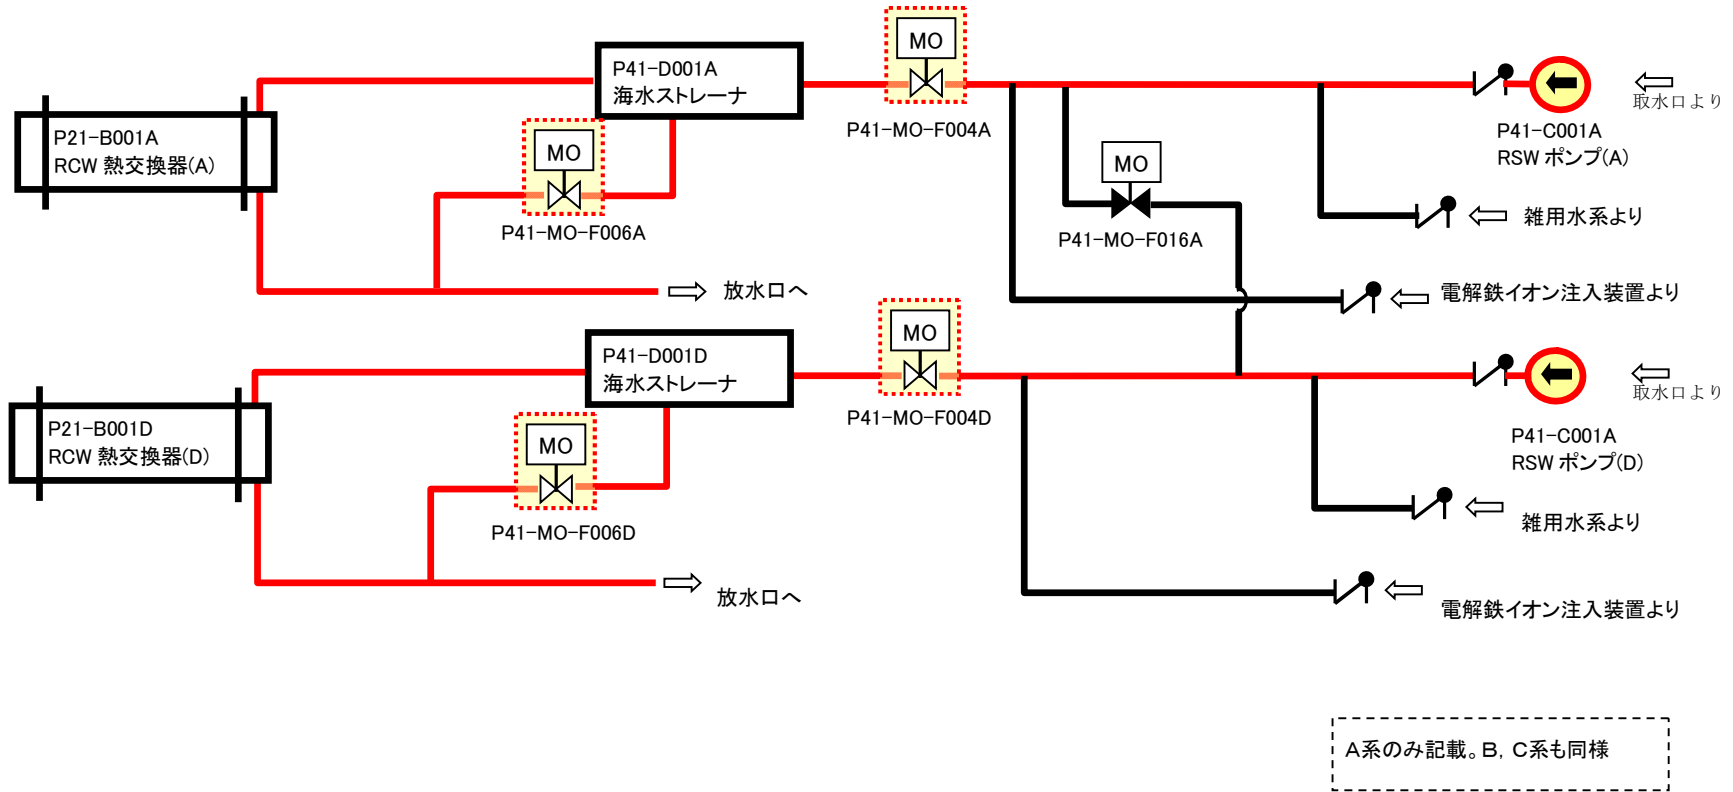 MO
P41-D001A
海水ストレーナ
取水口より
P41-MO-F004A
P41-C001A
RSW ポンプ(A)
P21-B001A
RCW 熱交換器(A)
MO
MO
雑用水系より
P41-MO-F006A
P41-MO-F016A
放水口へ
電解鉄イオン注入装置より
MO
P41-D001D
海水ストレーナ
取水口より
P41-MO-F004D
P41-C001A
RSW ポンプ(D)
P21-B001D
RCW 熱交換器(D)
MO
雑用水系より
P41-MO-F006D
放水口へ
電解鉄イオン注入装置より
A系のみ記載。B, C系も同様